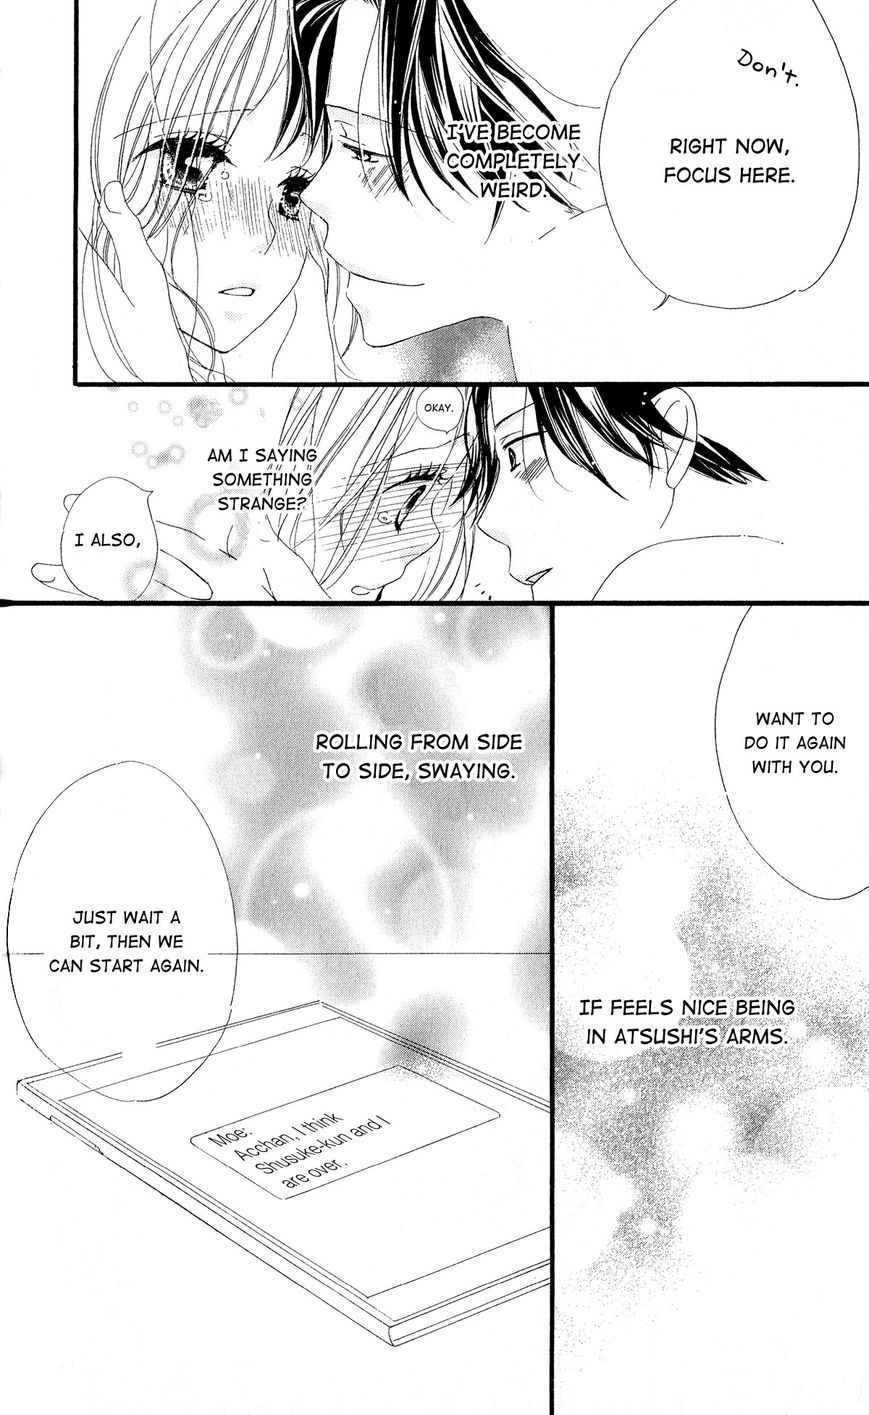 Don't.
RIGHT NOW,
FOCUS HERE.
I'VE BECOME
COMPLETELY
WEIRD.
OKAY.
AM I SAYING
SOMETHING
STRANGE?
I ALSO,
WANT TO
DO IT AGAIN
WITH YOU.
IF FEELS NICE BEING
IN ATSUSHI'S ARMS.
ROLLING FROM SIDE
TO SIDE, SWAYING.
JUST WAIT A
BIT, THEN WE
CAN START AGAIN.
Moe:
Acchan, I think
Shusuke-kun and I
are over.